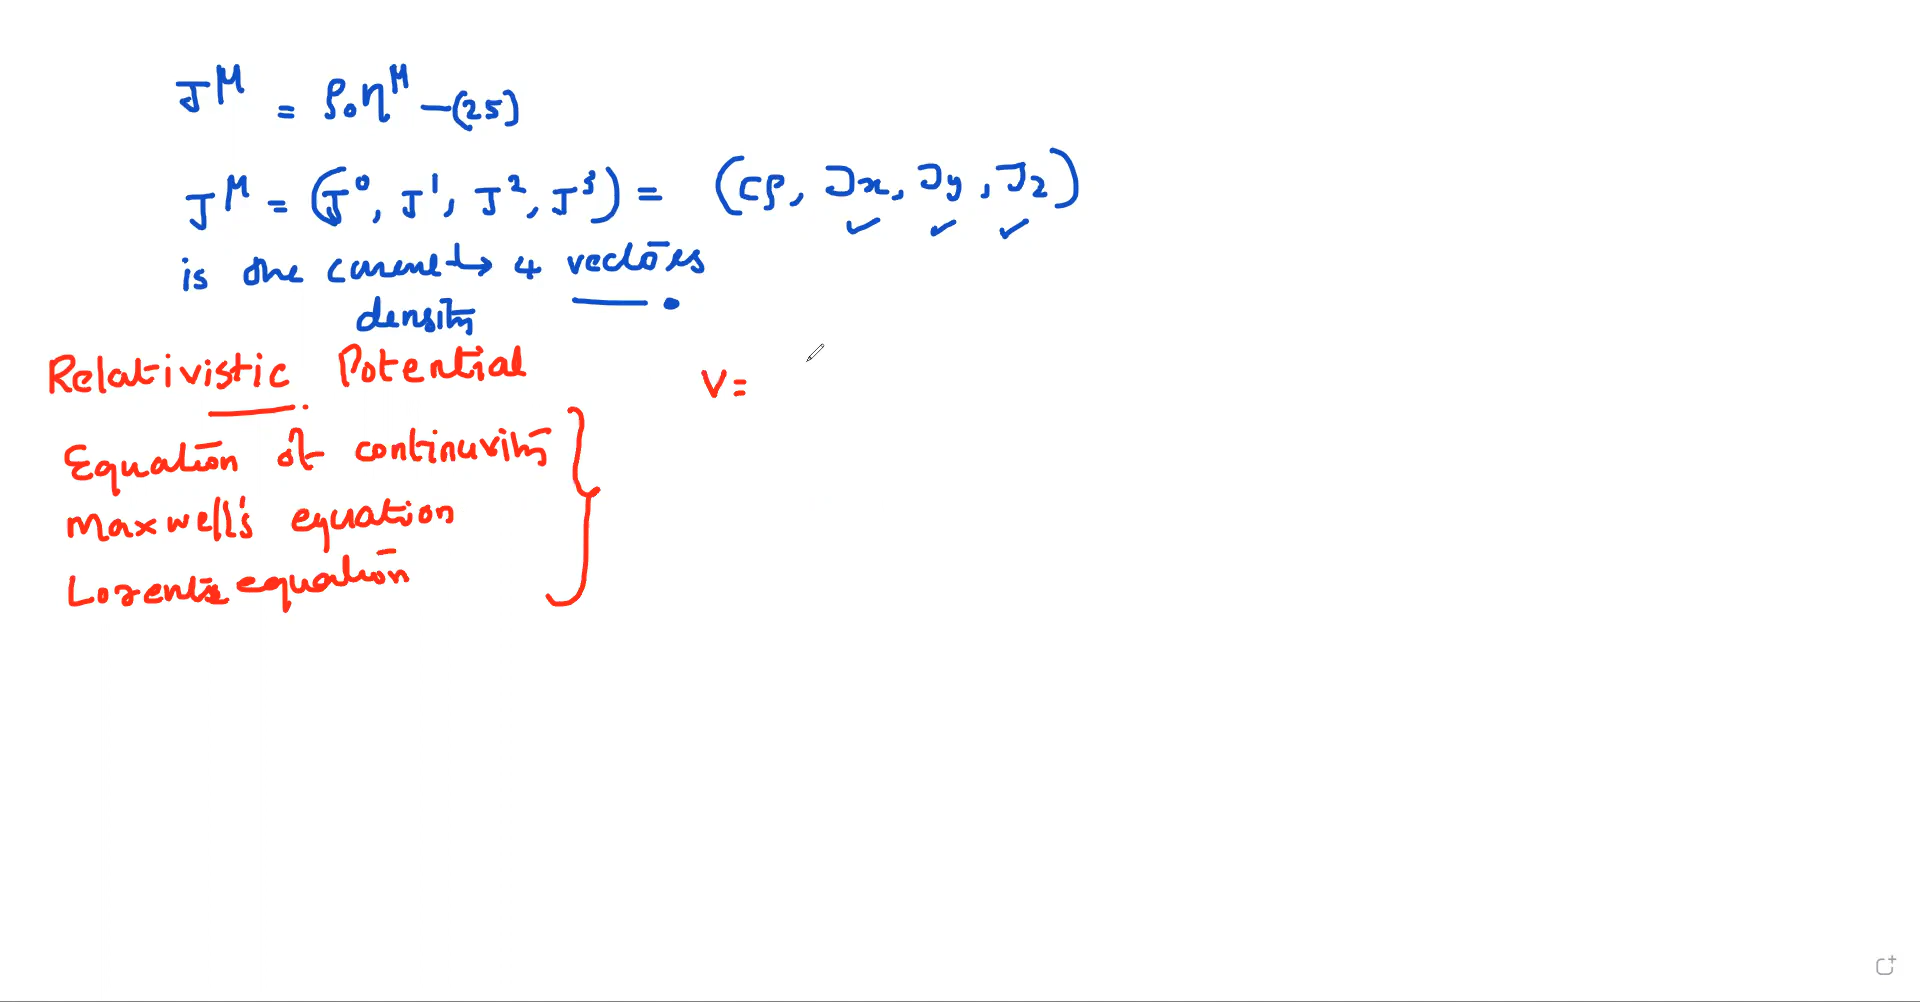 J^μ = ρ₀η^μ —(25)
J^μ = (J⁰, J¹, J², J³) = (cρ, Jx, Jy, Jz)
is the current → 4 vectors
density
Relativistic Potential
V=
Equation of continuity
Maxwell's equation
Lorentz equation